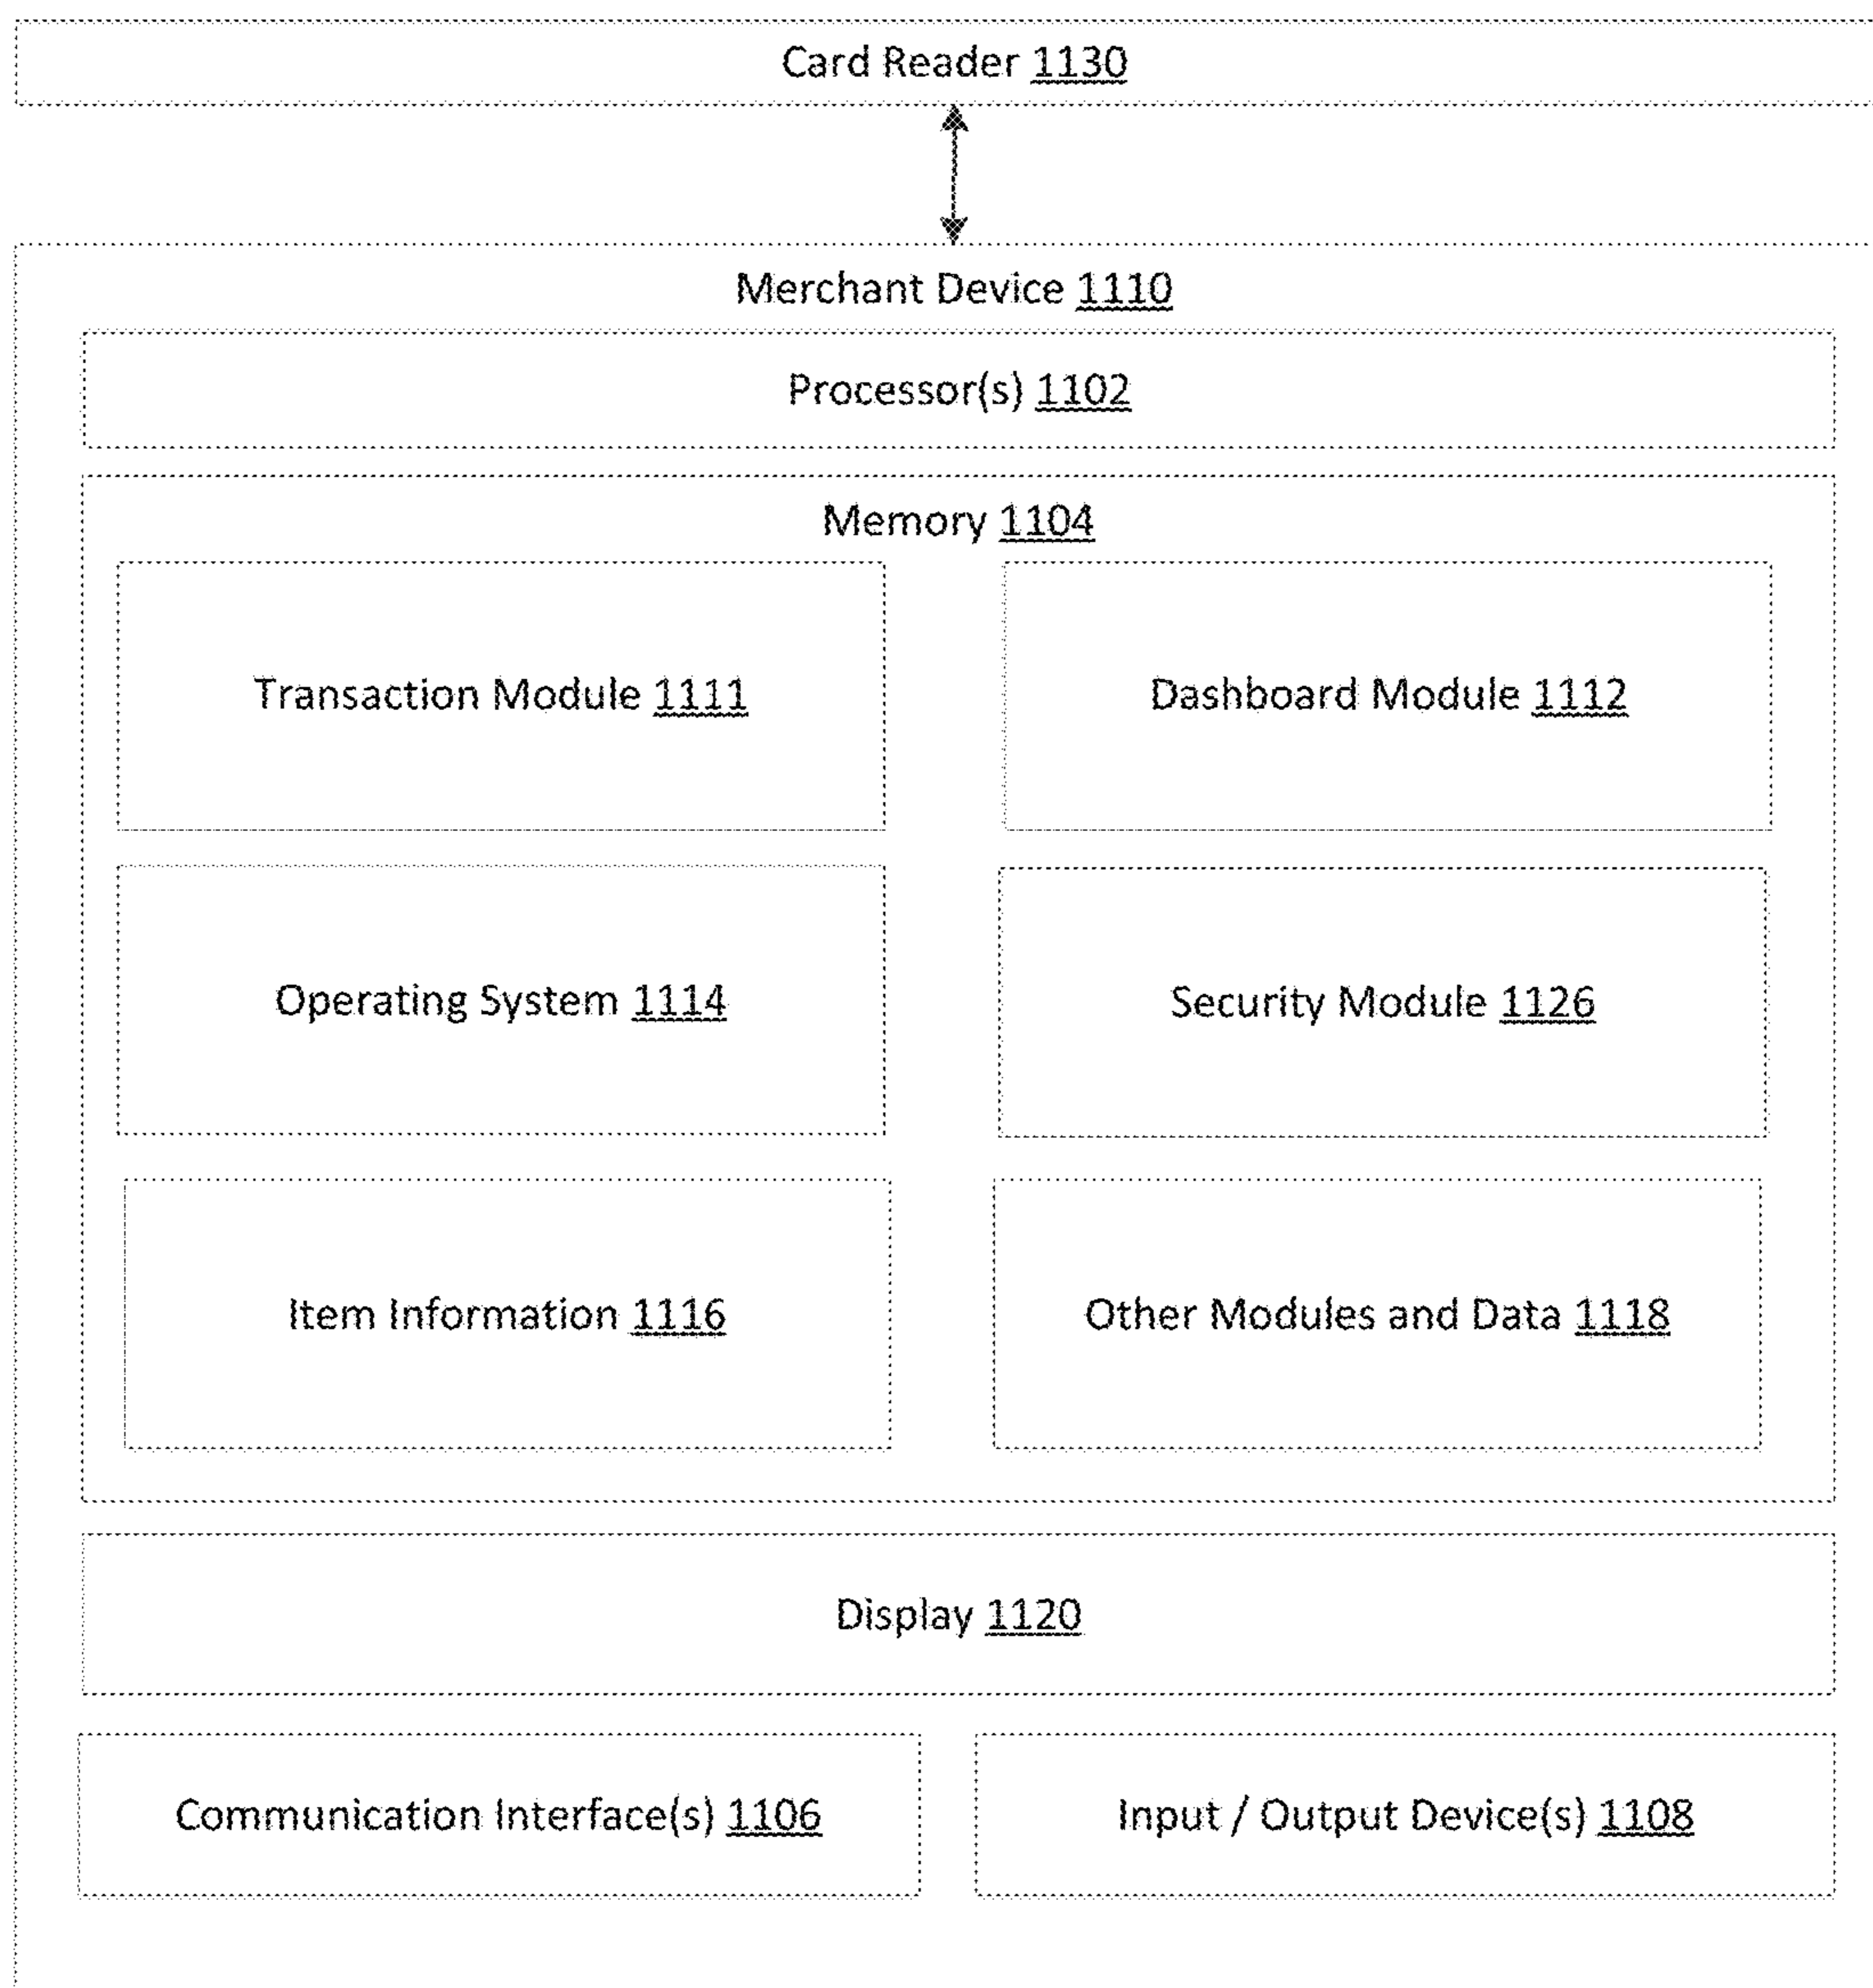 Card Reader 1130
Merchant Device 1110
Processor(s) 1102
Memory 1104
Transaction Module 1111
Dashboard Module 1112
Operating System 1114
Security Module 1126
Item Information 1116
Other Modules and Data 1118
Display 1120
Communication Interface(s) 1106
Input / Output Device(s) 1108